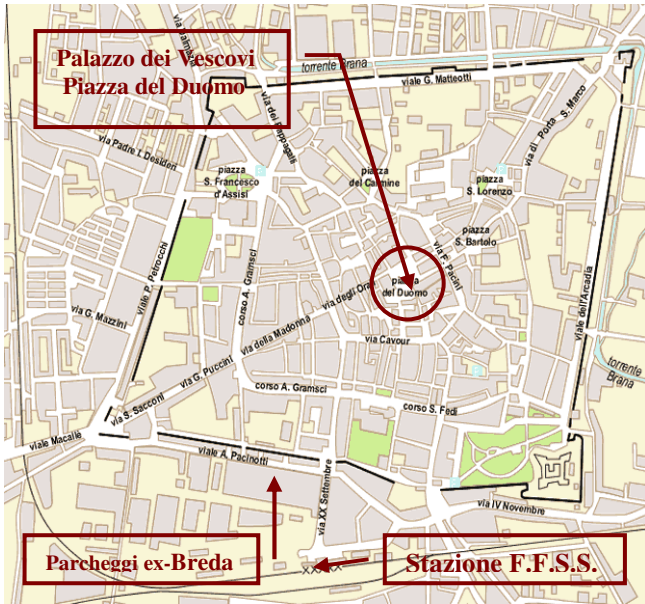 Palazzo dei Vescovi
Piazza del Duomo
torrente Brana
viale G. Matteotti
via dei Pappagalli
via di Porta S. Marco
via Padre I. Desideri
piazza
S. Francesco
d'Assisi
piazza
del Carmine
piazza
S. Lorenzo
piazza
S. Bartolo
via F. Pacini
viale P. Petrocchi
corso A. Gramsci
piazza
del Duomo
via degli Orafi
viale dell'Arcadia
via G. Mazzini
via della Madonna
via Cavour
torrente
Brana
via G. Puccini
via S. Sacconi
corso A. Gramsci
corso S. Fedi
viale Macallè
viale A. Pacinotti
via XX Settembre
via IV Novembre
Parcheggi ex-Breda
Stazione F.F.S.S.